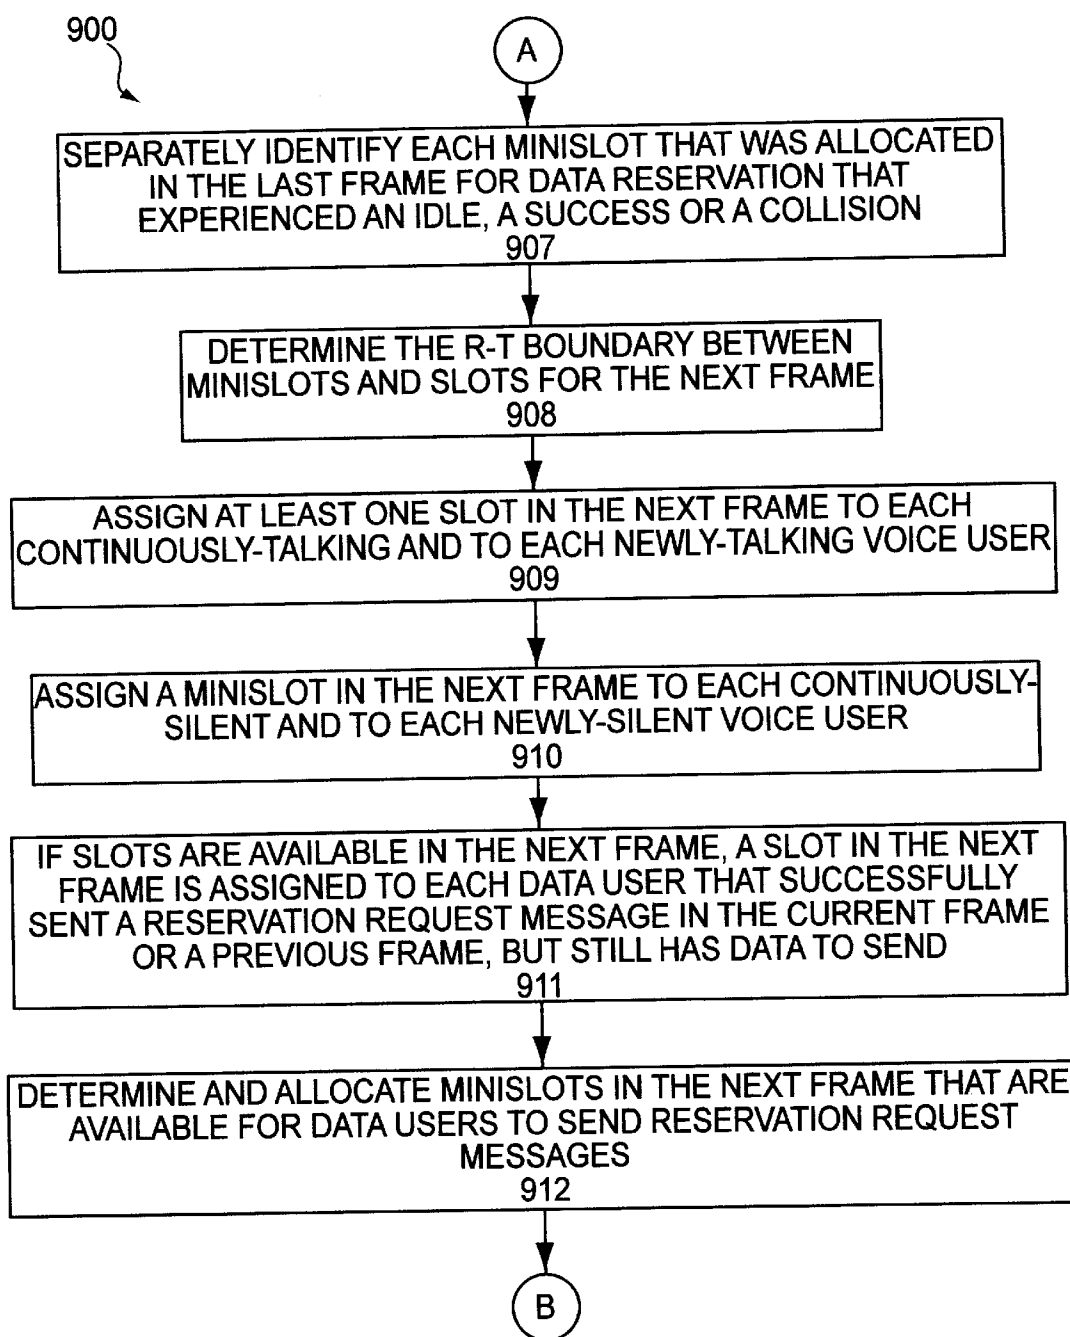 900
A
SEPARATELY IDENTIFY EACH MINISLOT THAT WAS ALLOCATED
IN THE LAST FRAME FOR DATA RESERVATION THAT
EXPERIENCED AN IDLE, A SUCCESS OR A COLLISION
907
DETERMINE THE R-T BOUNDARY BETWEEN
MINISLOTS AND SLOTS FOR THE NEXT FRAME
908
ASSIGN AT LEAST ONE SLOT IN THE NEXT FRAME TO EACH
CONTINUOUSLY-TALKING AND TO EACH NEWLY-TALKING VOICE USER
909
ASSIGN A MINISLOT IN THE NEXT FRAME TO EACH CONTINUOUSLY-
SILENT AND TO EACH NEWLY-SILENT VOICE USER
910
IF SLOTS ARE AVAILABLE IN THE NEXT FRAME, A SLOT IN THE NEXT
FRAME IS ASSIGNED TO EACH DATA USER THAT SUCCESSFULLY
SENT A RESERVATION REQUEST MESSAGE IN THE CURRENT FRAME
OR A PREVIOUS FRAME, BUT STILL HAS DATA TO SEND
911
DETERMINE AND ALLOCATE MINISLOTS IN THE NEXT FRAME THAT ARE
AVAILABLE FOR DATA USERS TO SEND RESERVATION REQUEST
MESSAGES
912
B